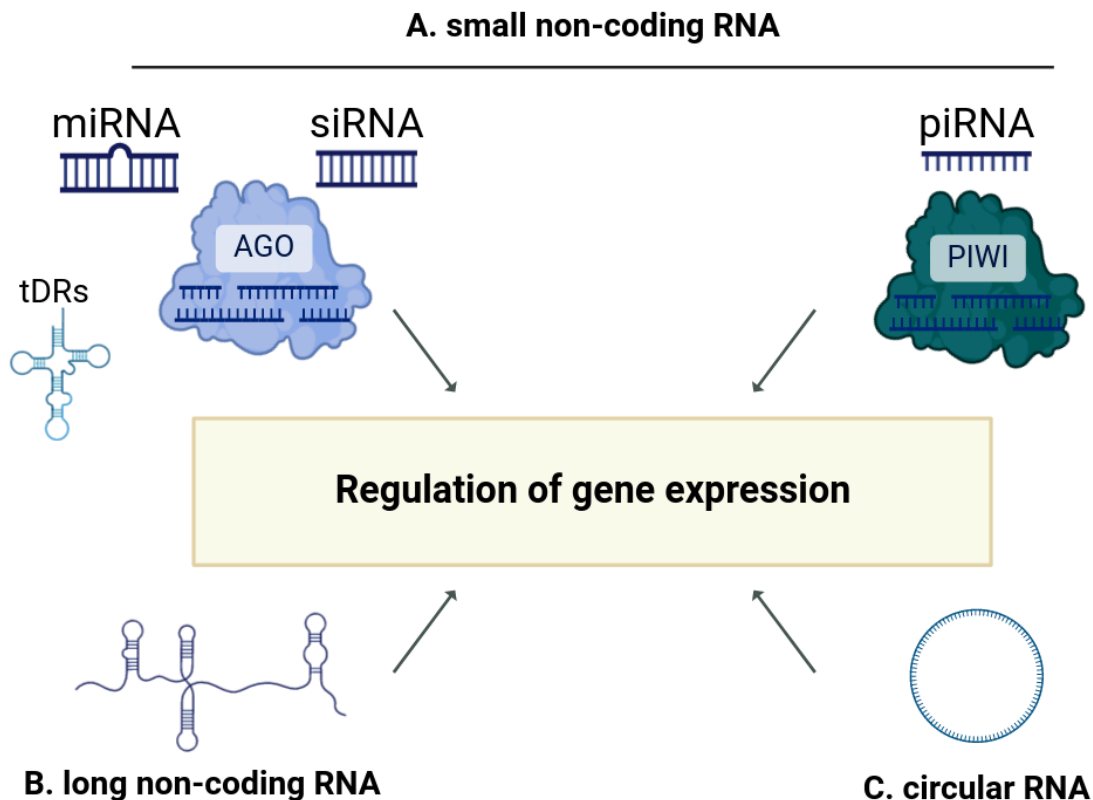 A. small non-coding RNA
miRNA
siRNA
piRNA
AGO
PIWI
tDRs
Regulation of gene expression
B. long non-coding RNA
C. circular RNA